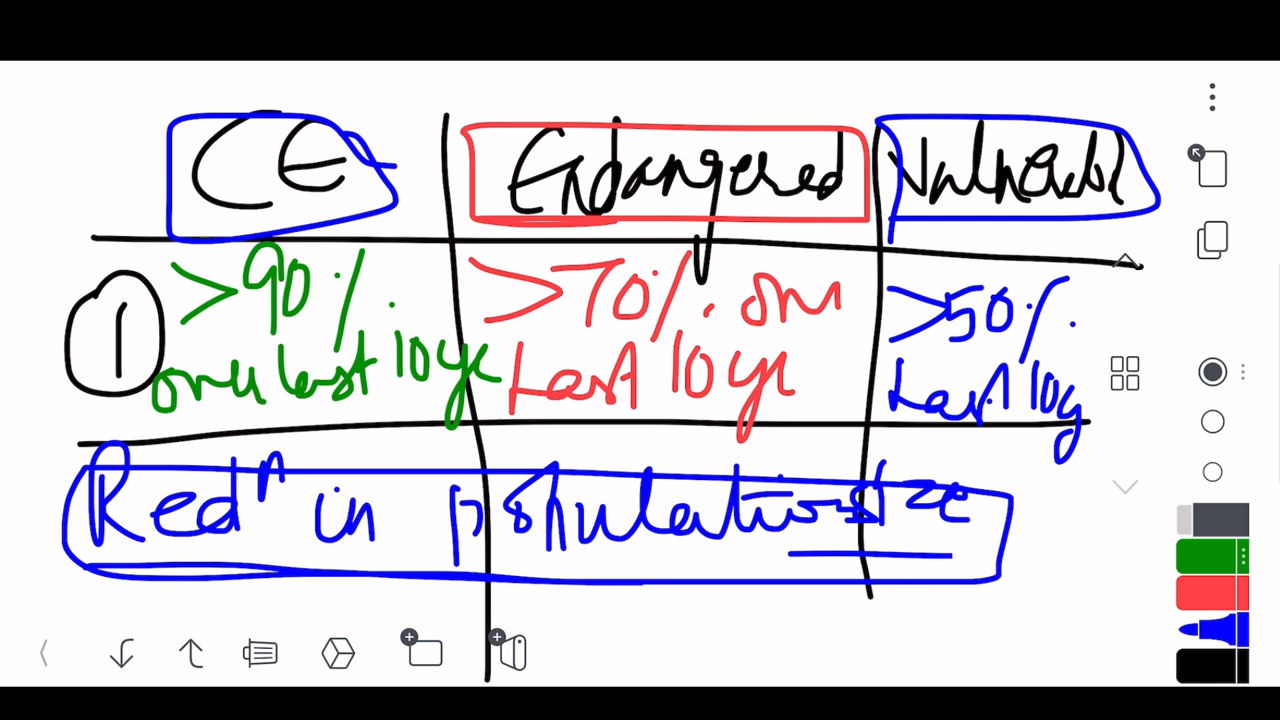 CE Endangered Vulnerable
① >90%. >70%. over >50%.
over last 10 yr Last 10 yr Last 10 y
Redⁿ in population size